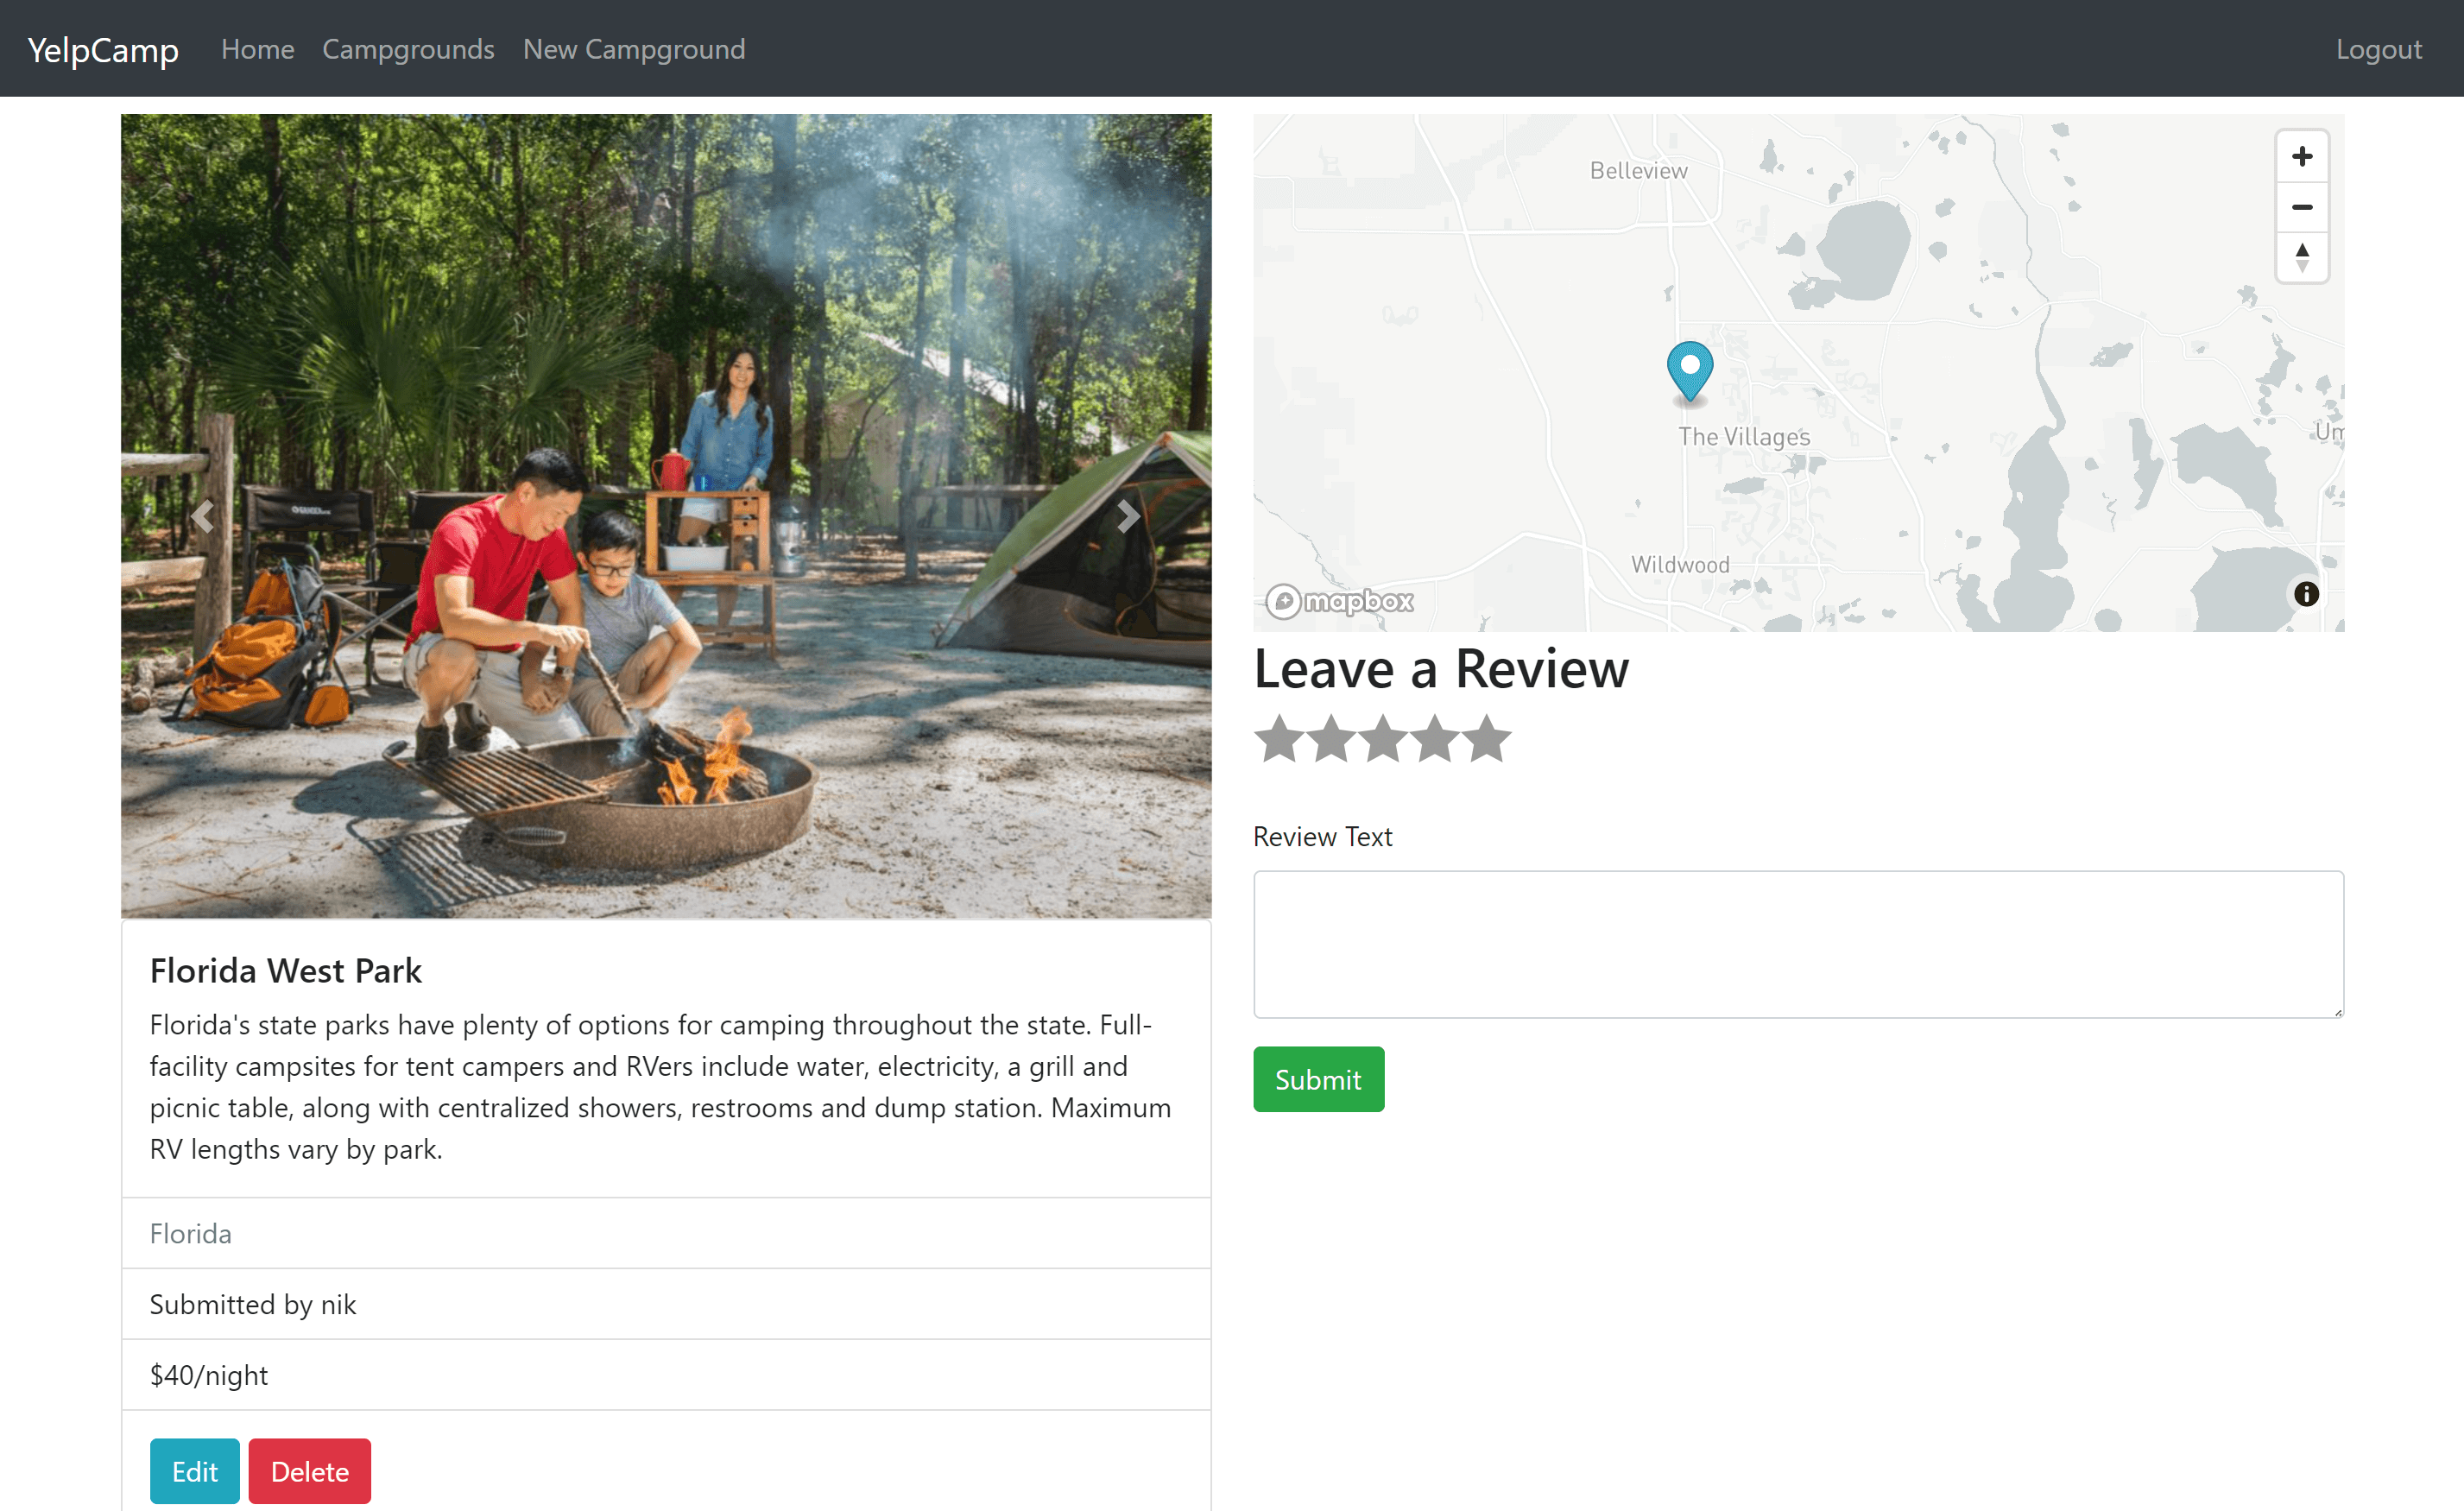 YelpCamp Home Campgrounds New Campground Logout
Belleview
The Villages
Um
Wildwood
mapbox
Leave a Review
Review Text
Submit
Florida West Park
Florida's state parks have plenty of options for camping throughout the state. Full-
facility campsites for tent campers and RVers include water, electricity, a grill and
picnic table, along with centralized showers, restrooms and dump station. Maximum
RV lengths vary by park.
Florida
Submitted by nik
$40/night
Edit Delete